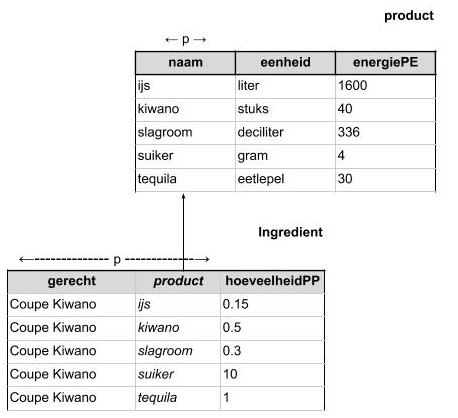 product
← p →
naam eenheid energiePE
ijs liter 1600
kiwano stuks 40
slagroom deciliter 336
suiker gram 4
tequila eetlepel 30
Ingredient
←--------------- p --------------→
gerecht product hoeveelheidPP
Coupe Kiwano ijs 0.15
Coupe Kiwano kiwano 0.5
Coupe Kiwano slagroom 0.3
Coupe Kiwano suiker 10
Coupe Kiwano tequila 1